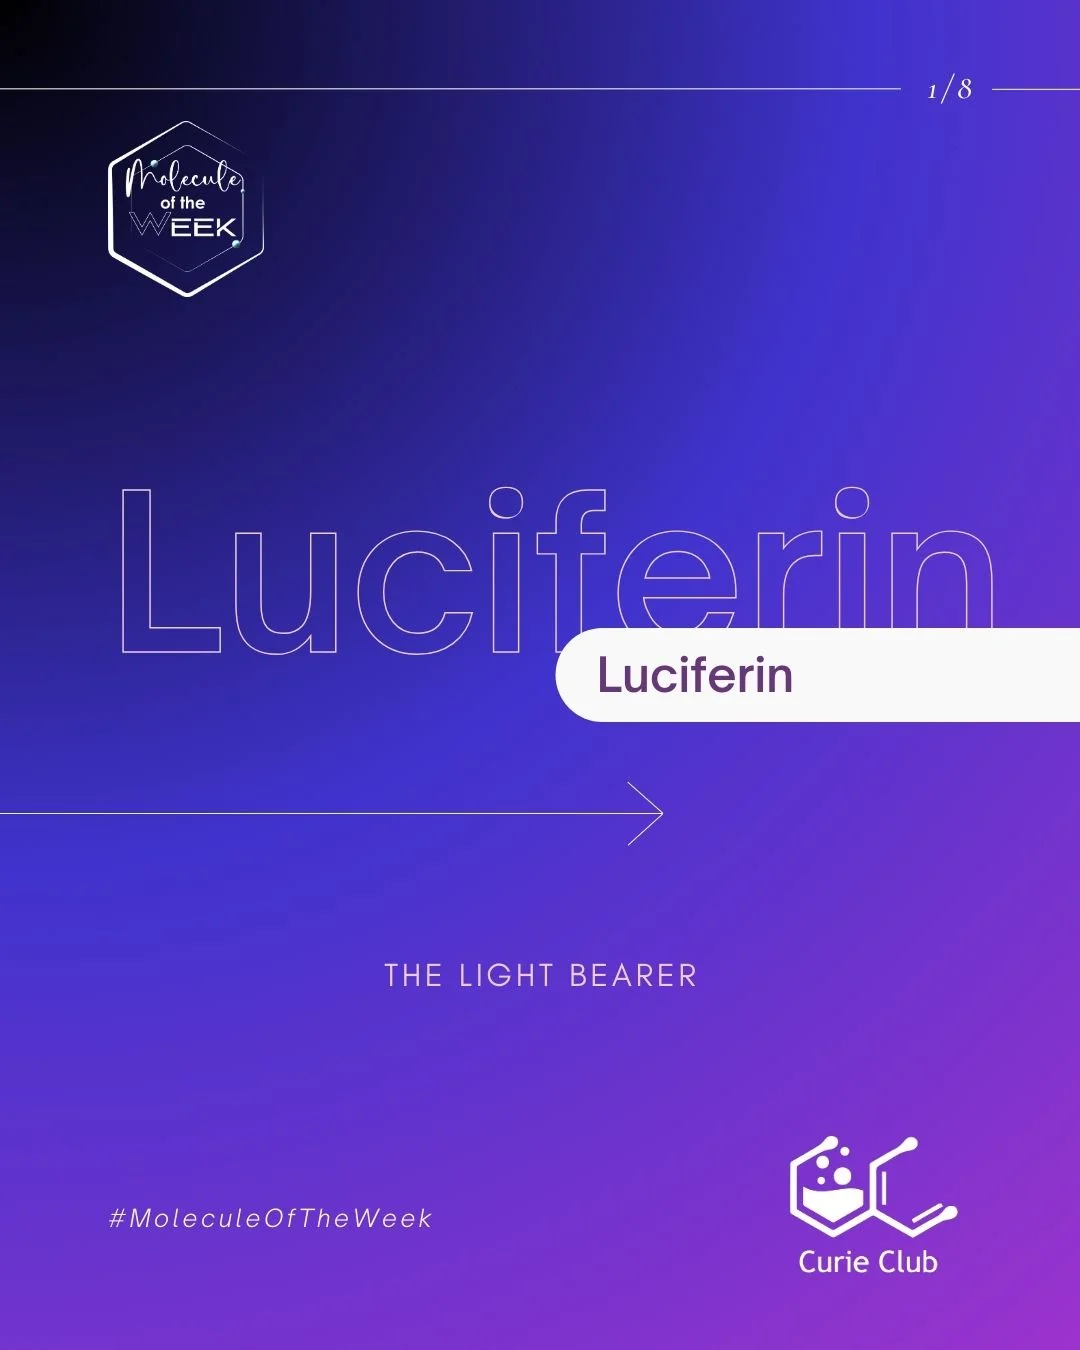 1/8
Molecule
of the
WEEK
Luciferin
Luciferin
THE LIGHT BEARER
#MoleculeOfTheWeek
Curie Club